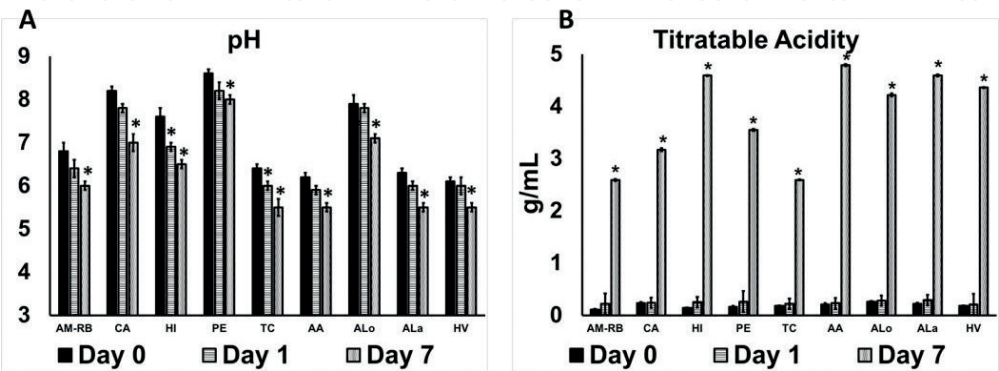 A
pH
9
8
7
6
5
4
3
* * * * * * * * * * *
AM-RB CA HI PE TC AA ALo ALa HV
Day 0 Day 1 Day 7
B
Titratable Acidity
g/mL
5
4
3
2
1
0
* * * * * * * * *
AM-RB CA HI PE TC AA ALo ALa HV
Day 0 Day 1 Day 7